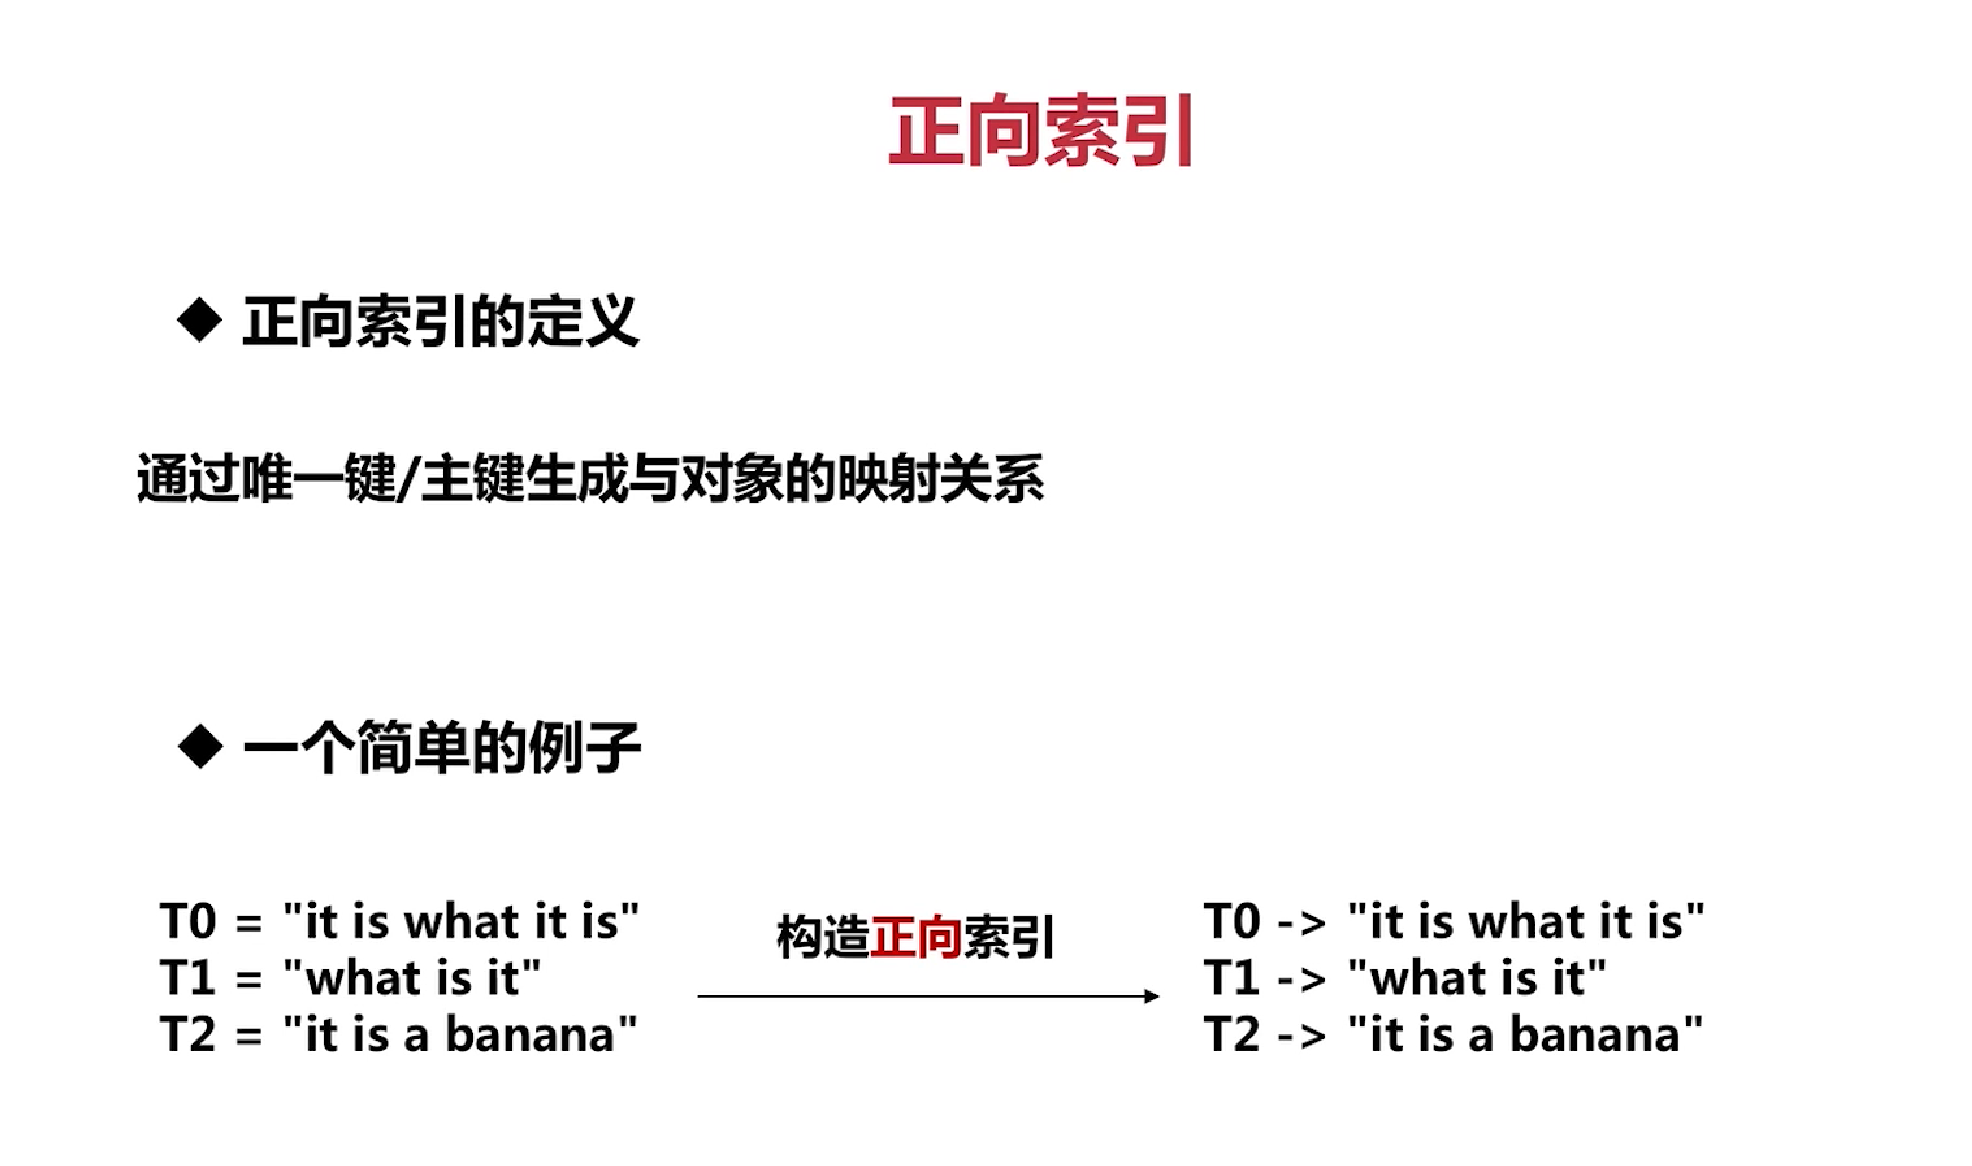 正向索引
◆ 正向索引的定义
通过唯一键/主键生成与对象的映射关系
◆ 一个简单的例子
T0 = "it is what it is"
T1 = "what is it"
T2 = "it is a banana"
构造正向索引
T0 -> "it is what it is"
T1 -> "what is it"
T2 -> "it is a banana"